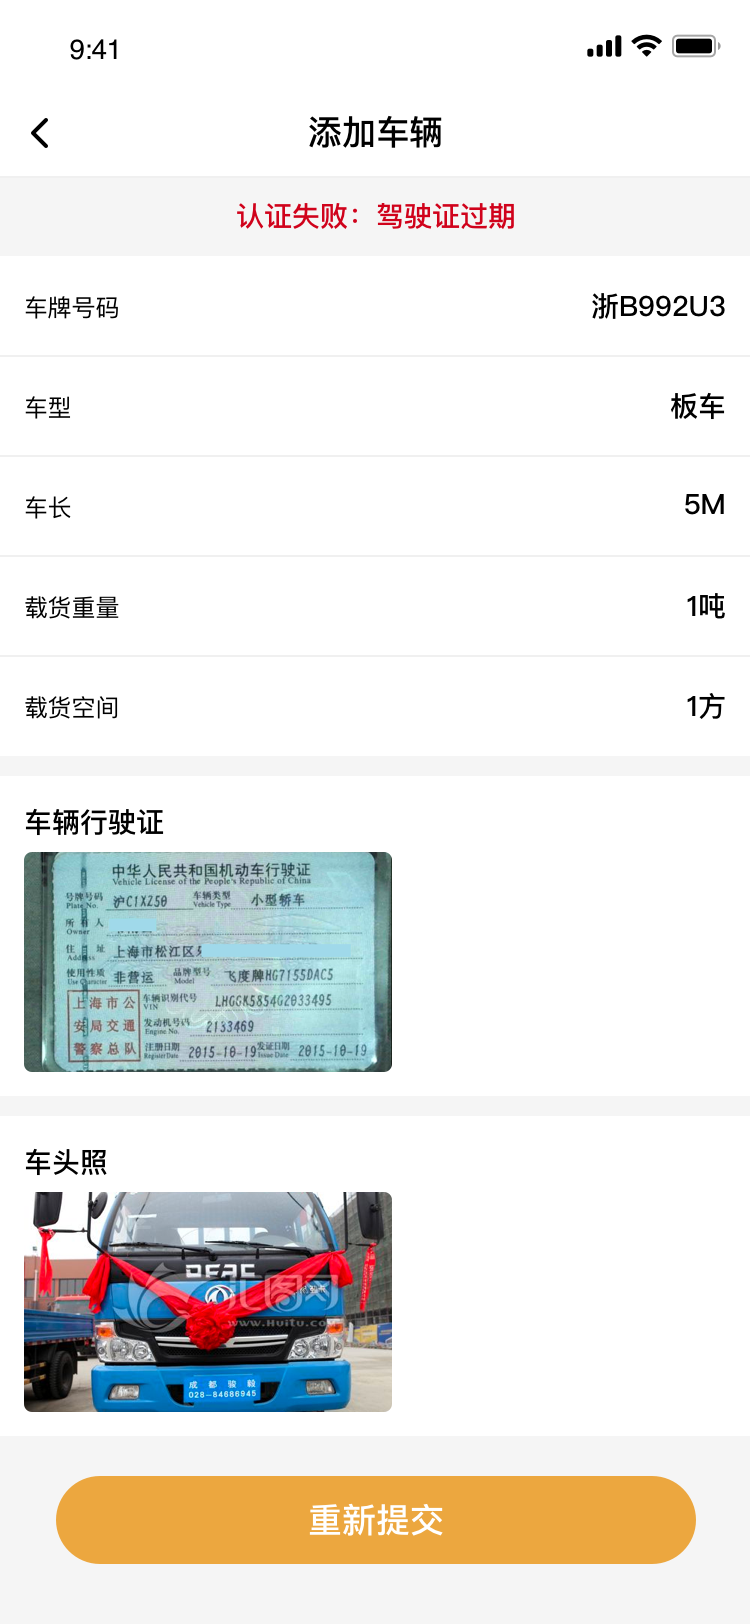 9:41
添加车辆
认证失败：驾驶证过期
车牌号码 浙B992U3
车型 板车
车长 5M
载货重量 1吨
载货空间 1方
车辆行驶证
中华人民共和国机动车行驶证
Vehicle License of the People's Republic of China
号牌号码 沪C1XZ50 车辆类型 小型轿车
Plate No. Vehicle Type
所有人
Owner
住址 上海市松江区
Address
使用性质 非营运 品牌型号 飞度牌HG7155DAC5
Use Character Model
上海市公 车辆识别代号 LHGGK5854G2033495
VIN
安局交通 发动机号码 2133469
Engine No.
警察总队 注册日期 2015-10-19 发证日期 2015-10-19
Register Date Issue Date
车头照
DFAC
www.Huitu.com
成都骏毅
028-84686945
重新提交